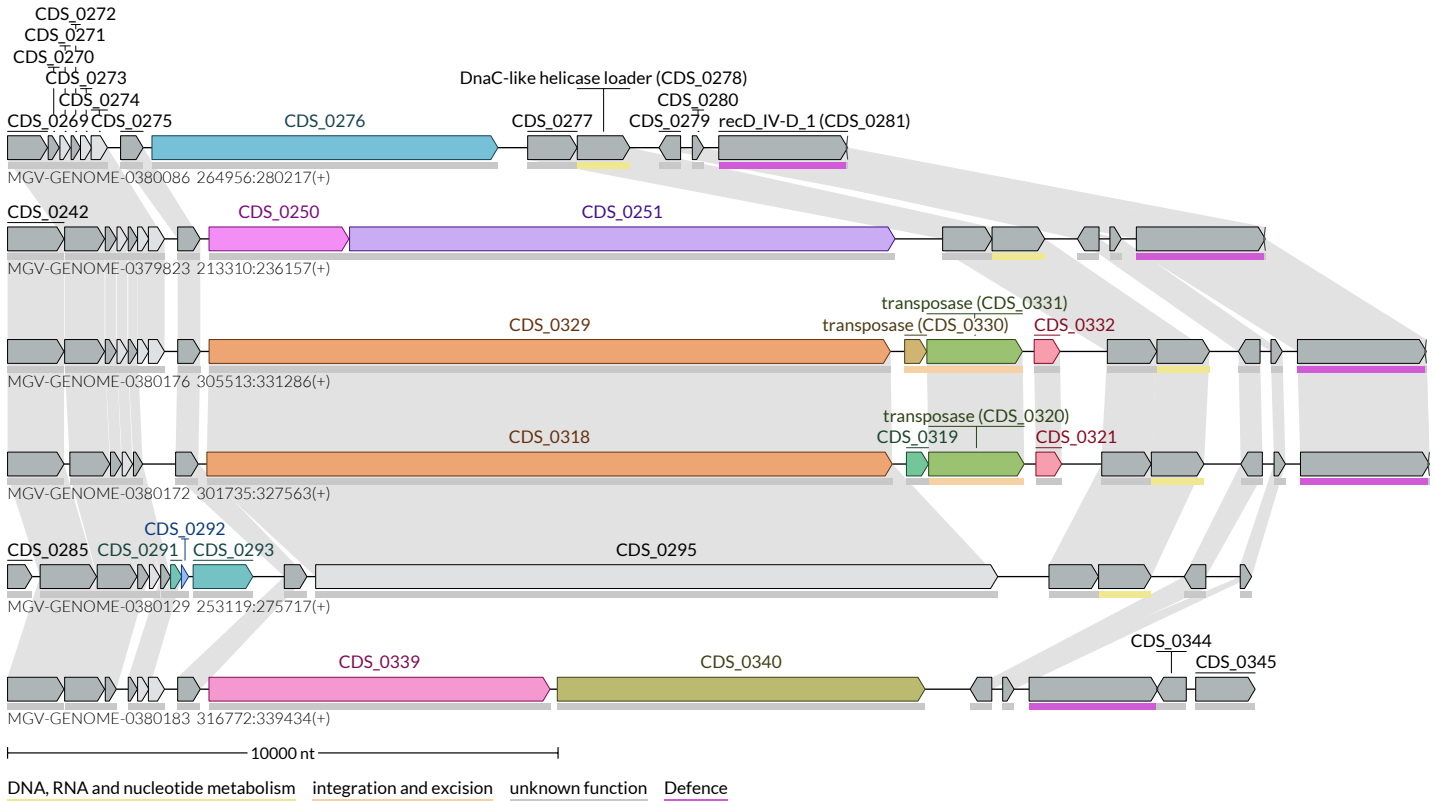 CDS_0272
CDS_0271
CDS_0270
CDS_0273 DnaC-like helicase loader (CDS_0278)
CDS_0274 CDS_0280
CDS_0269 CDS_0275 CDS_0276 CDS_0277 CDS_0279 recD_IV-D_1 (CDS_0281)
MGV-GENOME-0380086 264956:280217(+)
CDS_0242 CDS_0250 CDS_0251
MGV-GENOME-0379823 213310:236157(+)
transposase (CDS_0331)
CDS_0329 transposase (CDS_0330) CDS_0332
MGV-GENOME-0380176 305513:331286(+)
transposase (CDS_0320)
CDS_0318 CDS_0319 CDS_0321
MGV-GENOME-0380172 301735:327563(+)
CDS_0292
CDS_0285 CDS_0291 CDS_0293 CDS_0295
MGV-GENOME-0380129 253119:275717(+)
CDS_0344
CDS_0339 CDS_0340 CDS_0345
MGV-GENOME-0380183 316772:339434(+)
10000 nt
DNA, RNA and nucleotide metabolism integration and excision unknown function Defence